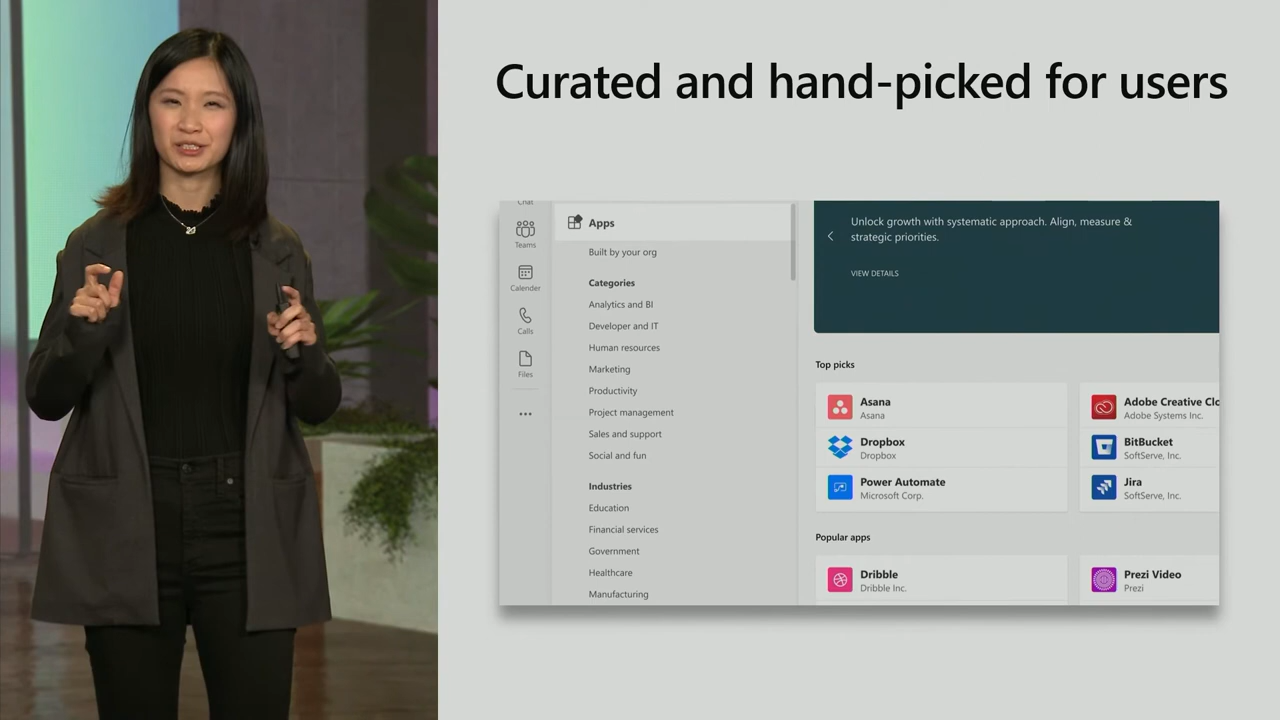 Curated and hand-picked for users
Chat
Teams
Calender
Calls
Files
Apps
Built by your org
Categories
Analytics and BI
Developer and IT
Human resources
Marketing
Productivity
Project management
Sales and support
Social and fun
Industries
Education
Financial services
Government
Healthcare
Manufacturing
Unlock growth with systematic approach. Align, measure &
strategic priorities.
VIEW DETAILS
Top picks
Asana
Asana
Dropbox
Dropbox
Power Automate
Microsoft Corp.
Adobe Creative Clo
Adobe Systems Inc.
BitBucket
SoftServe, Inc.
Jira
SoftServe, Inc.
Popular apps
Dribble
Dribble Inc.
Prezi Video
Prezi